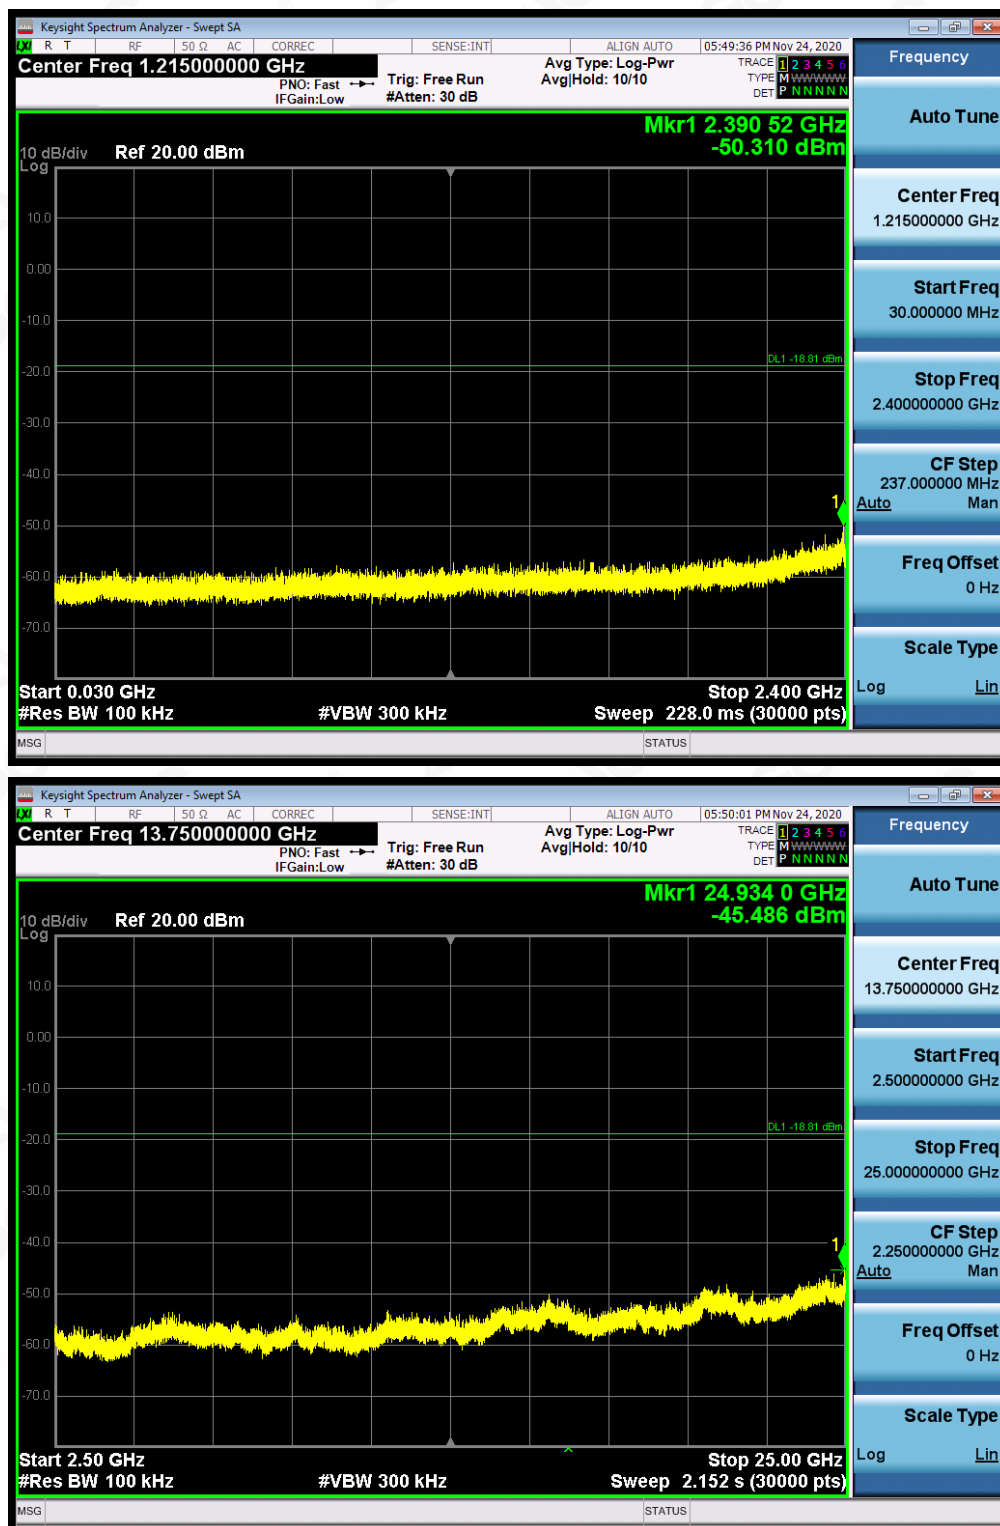 Keysight Spectrum Analyzer - Swept SA
LXI R T RF 50 Ω AC CORREC SENSE:INT ALIGN AUTO 05:49:36 PM Nov 24, 2020
Center Freq 1.215000000 GHz
PNO: Fast
IFGain:Low
Trig: Free Run
#Atten: 30 dB
Avg Type: Log-Pwr
Avg|Hold: 10/10
TRACE 1 2 3 4 5 6
TYPE M WWWWW
DET P N N N N N
Mkr1 2.390 52 GHz
-50.310 dBm
10 dB/div Ref 20.00 dBm
Log
10.0
0.00
-10.0
DL1 -18.81 dBm
-20.0
-30.0
-40.0
1
-50.0
-60.0
-70.0
Start 0.030 GHz Stop 2.400 GHz
#Res BW 100 kHz #VBW 300 kHz Sweep 228.0 ms (30000 pts)
MSG STATUS
Frequency
Auto Tune
Center Freq
1.215000000 GHz
Start Freq
30.000000 MHz
Stop Freq
2.400000000 GHz
CF Step
237.000000 MHz
Auto Man
Freq Offset
0 Hz
Scale Type
Log Lin
Keysight Spectrum Analyzer - Swept SA
LXI R T RF 50 Ω AC CORREC SENSE:INT ALIGN AUTO 05:50:01 PM Nov 24, 2020
Center Freq 13.750000000 GHz
PNO: Fast
IFGain:Low
Trig: Free Run
#Atten: 30 dB
Avg Type: Log-Pwr
Avg|Hold: 10/10
TRACE 1 2 3 4 5 6
TYPE M WWWWW
DET P N N N N N
Mkr1 24.934 0 GHz
-45.486 dBm
10 dB/div Ref 20.00 dBm
Log
10.0
0.00
-10.0
DL1 -18.81 dBm
-20.0
-30.0
-40.0
1
-50.0
-60.0
-70.0
Start 2.50 GHz Stop 25.00 GHz
#Res BW 100 kHz #VBW 300 kHz Sweep 2.152 s (30000 pts)
MSG STATUS
Frequency
Auto Tune
Center Freq
13.750000000 GHz
Start Freq
2.500000000 GHz
Stop Freq
25.000000000 GHz
CF Step
2.250000000 GHz
Auto Man
Freq Offset
0 Hz
Scale Type
Log Lin